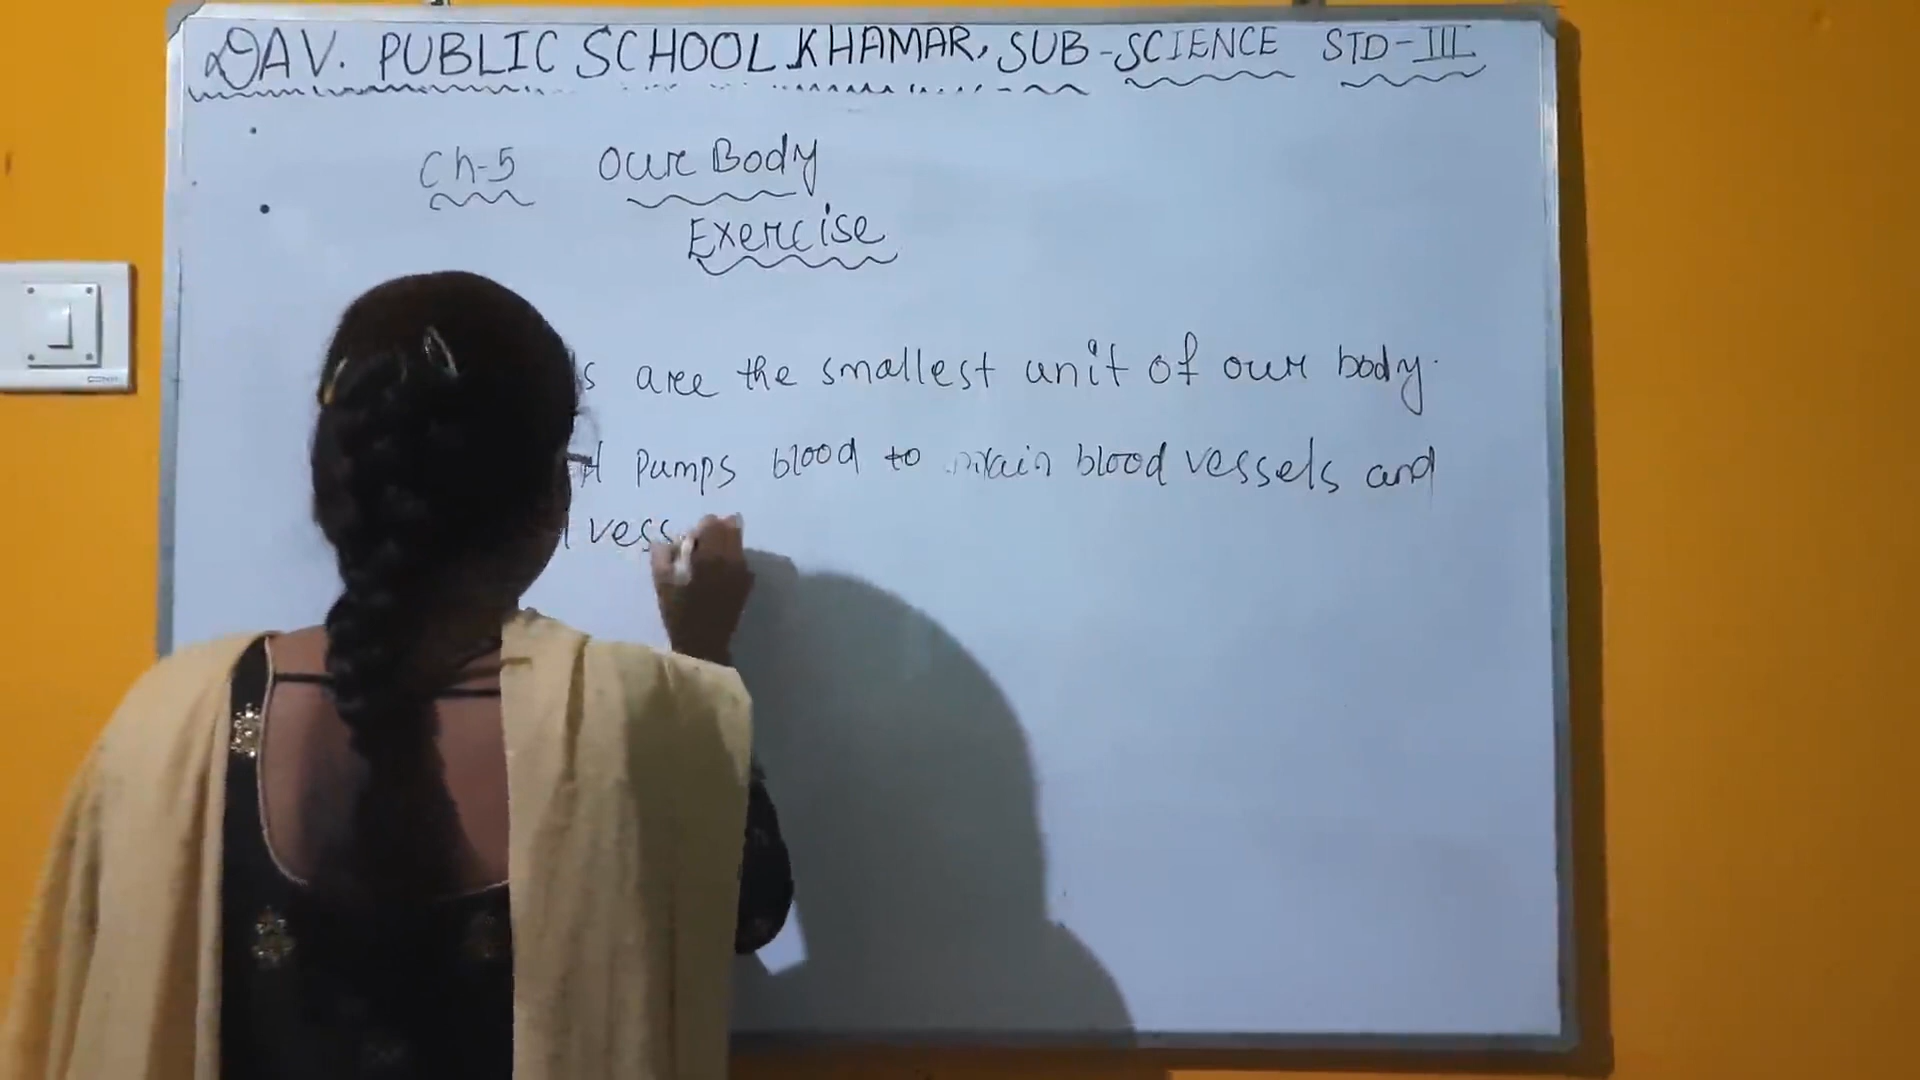 DAV. PUBLIC SCHOOL KHAMAR, SUB-SCIENCE STD-III
Ch-5 Our Body
Exercise
are the smallest unit of our body.
pumps blood to main blood vessels and